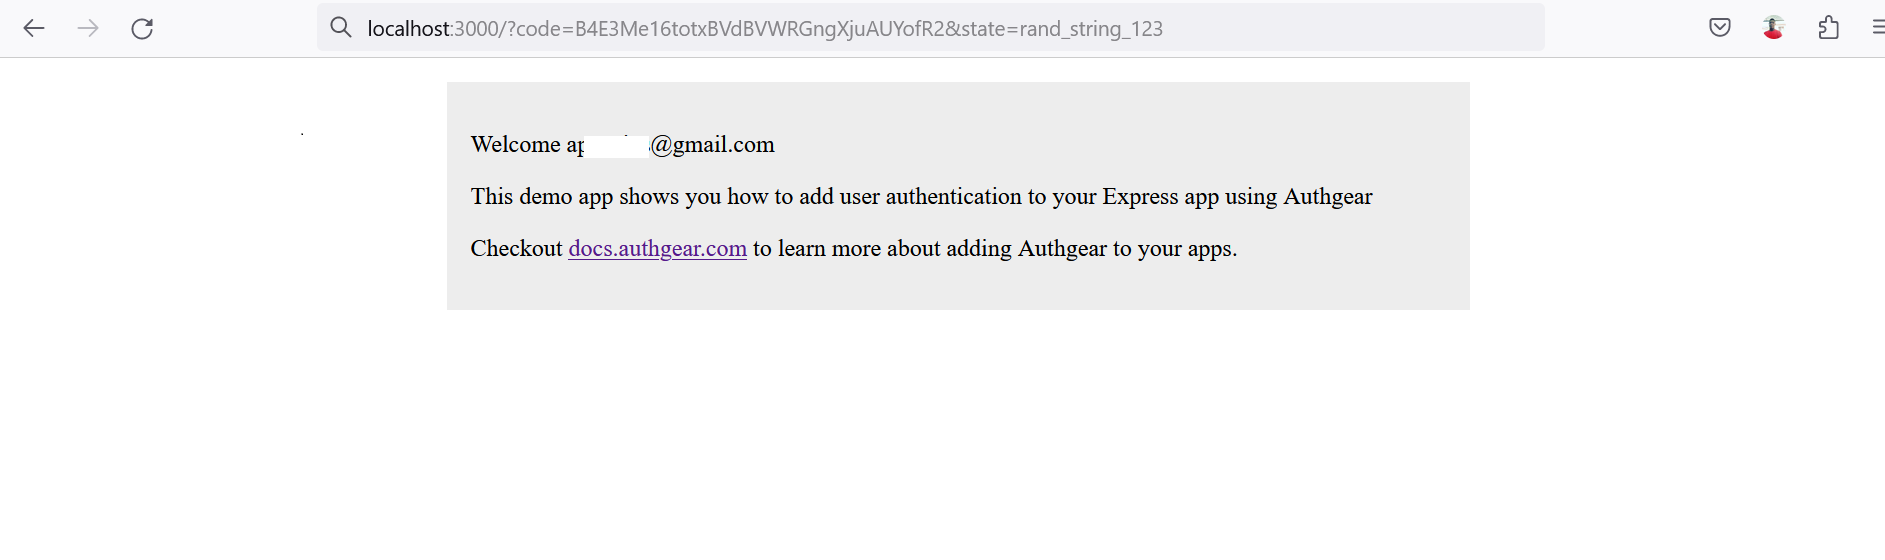 localhost:3000/?code=B4E3Me16totxBVdBVWRGngXjuAUYofR2&state=rand_string_123
Welcome ap @gmail.com
This demo app shows you how to add user authentication to your Express app using Authgear
Checkout docs.authgear.com to learn more about adding Authgear to your apps.